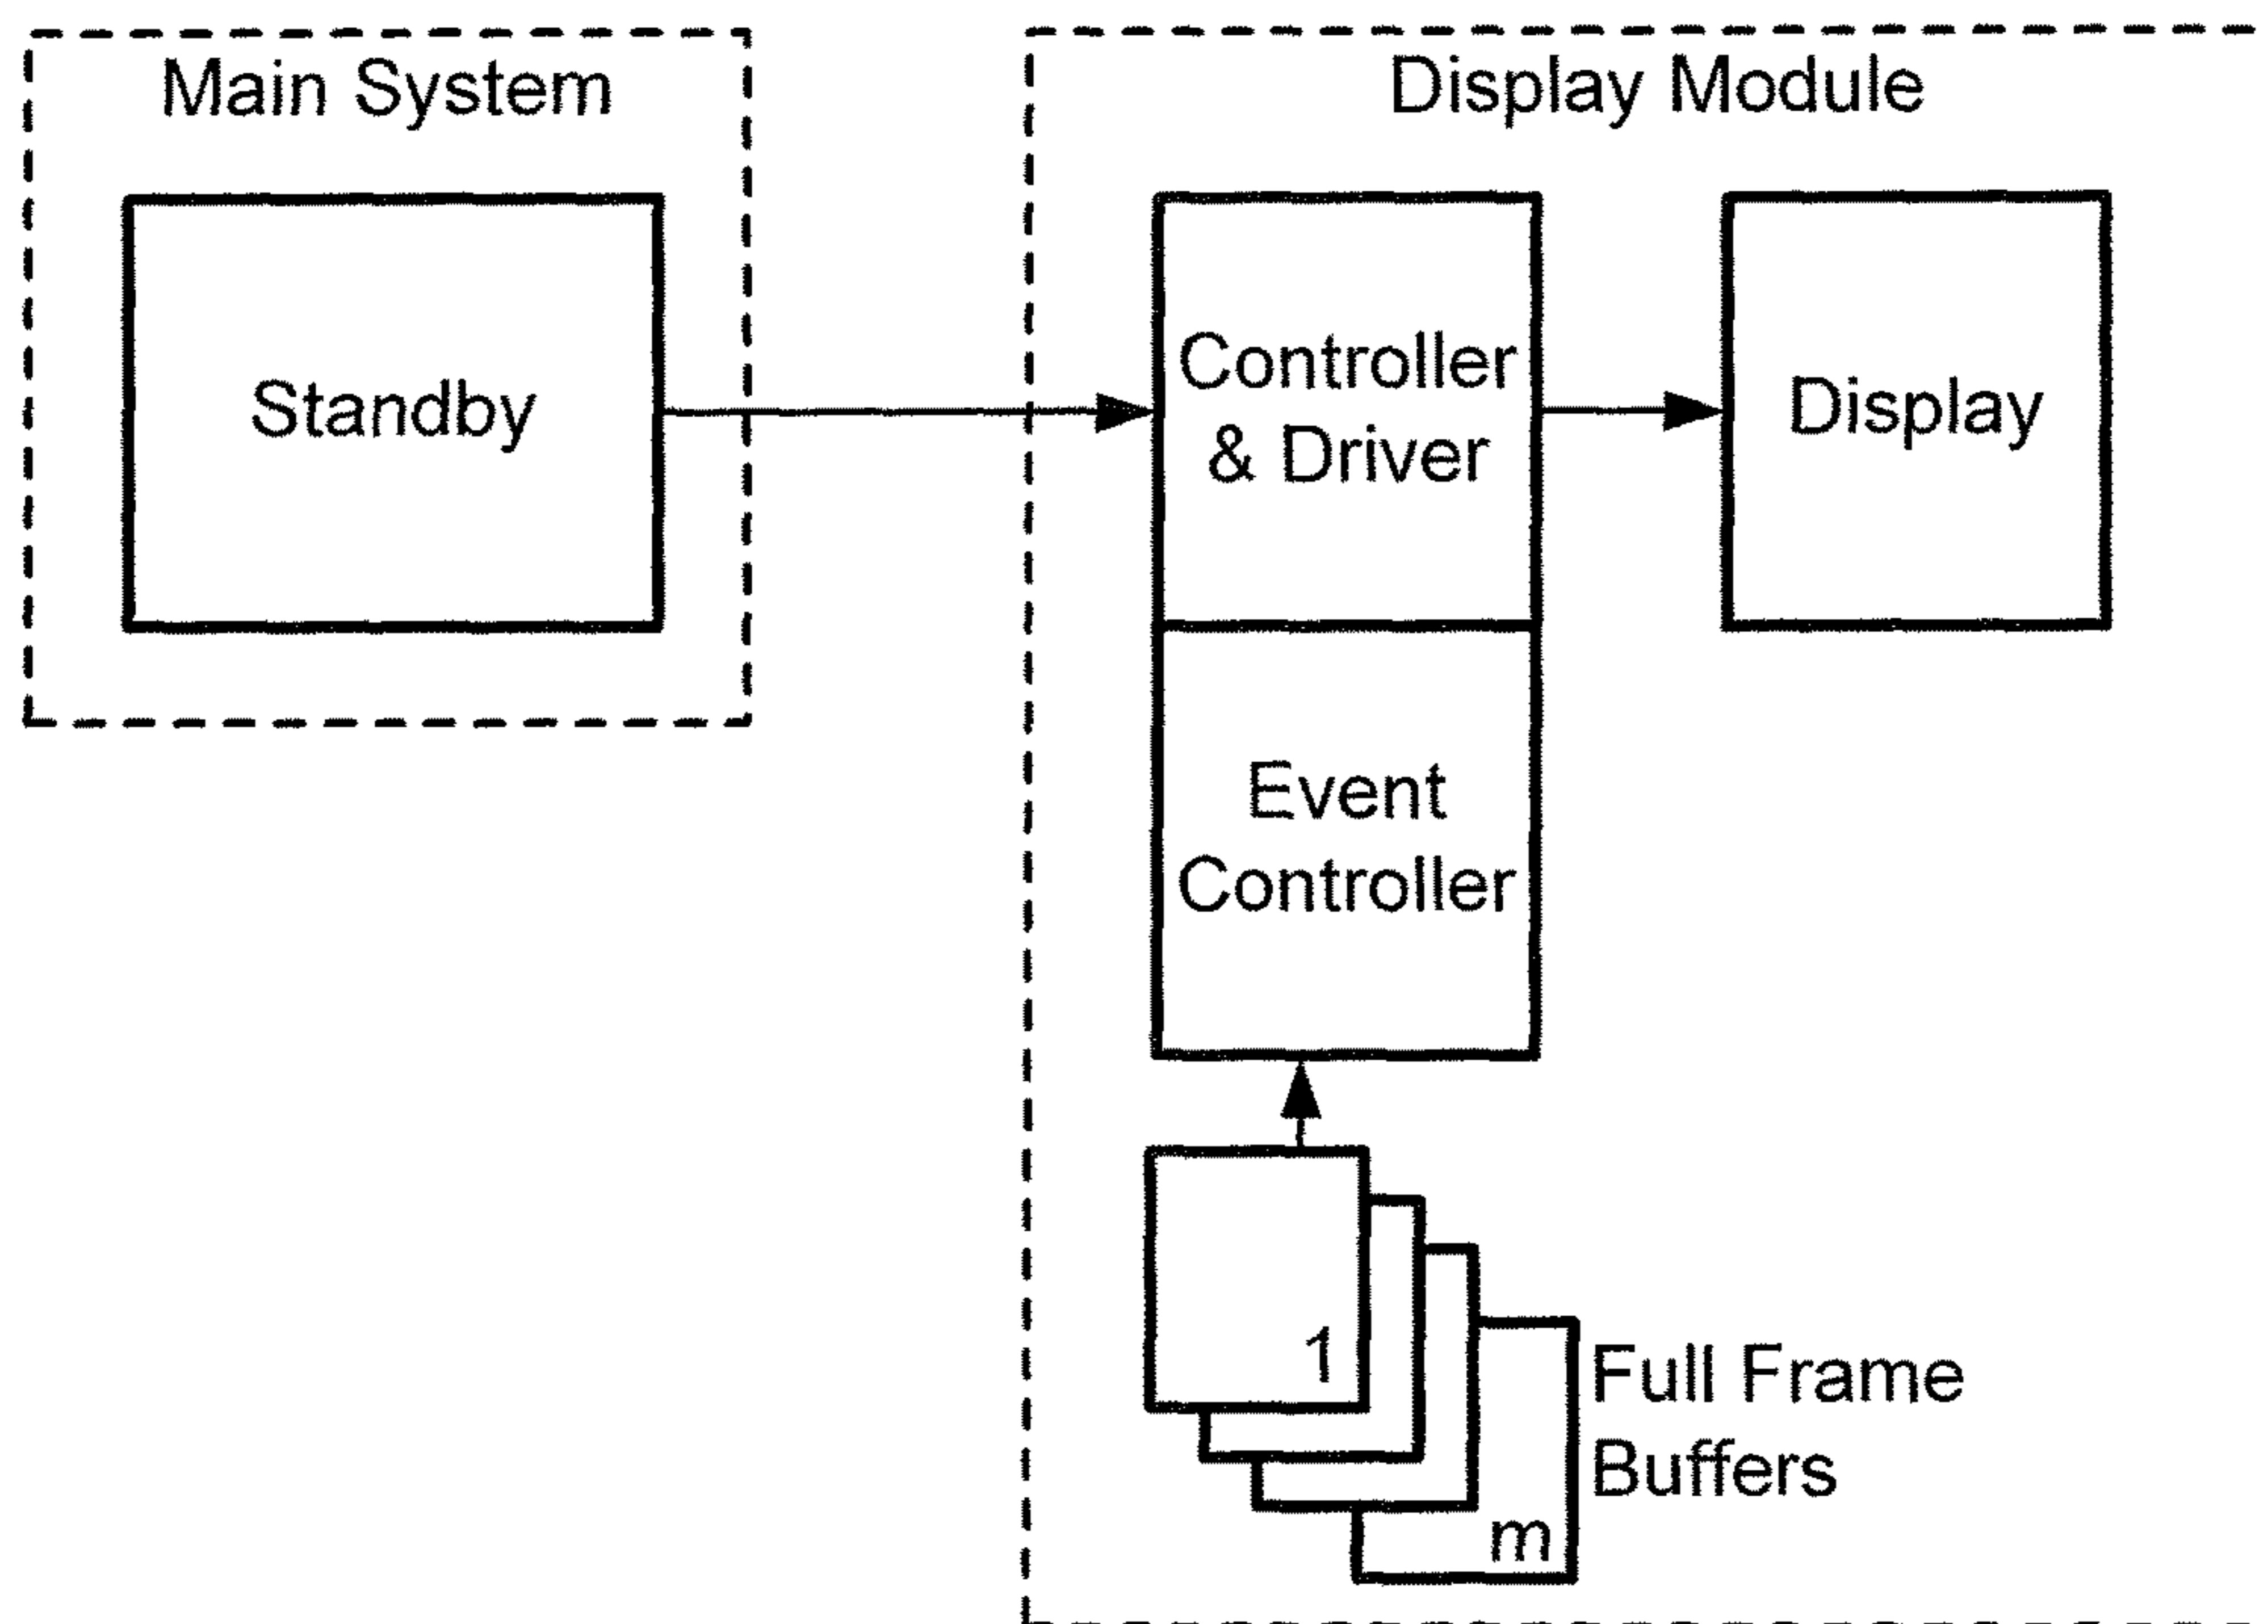 Main System
Display Module
Standby
Controller
& Driver
Display
Event
Controller
1
Full Frame
Buffers
m